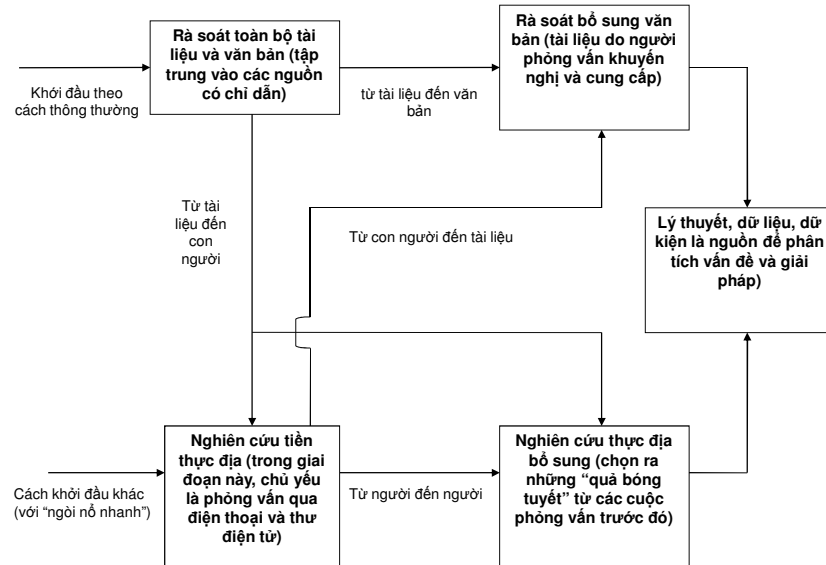 Rà soát toàn bộ tài
liệu và văn bản (tập
trung vào các nguồn
có chỉ dẫn)
Rà soát bổ sung văn
bản (tài liệu do người
phỏng vấn khuyến
nghị và cung cấp)
Khởi đầu theo
cách thông thường
từ tài liệu đến văn
bản
Từ tài
liệu đến
con
người
Từ con người đến tài liệu
Lý thuyết, dữ liệu, dữ
kiện là nguồn để phân
tích vấn đề và giải
pháp)
Nghiên cứu tiền
thực địa (trong giai
đoạn này, chủ yếu
là phỏng vấn qua
điện thoại và thư
điện tử)
Nghiên cứu thực địa
bổ sung (chọn ra
những “quả bóng
tuyết” từ các cuộc
phỏng vấn trước đó)
Cách khởi đầu khác
(với “ngòi nổ nhanh”)
Từ người đến người